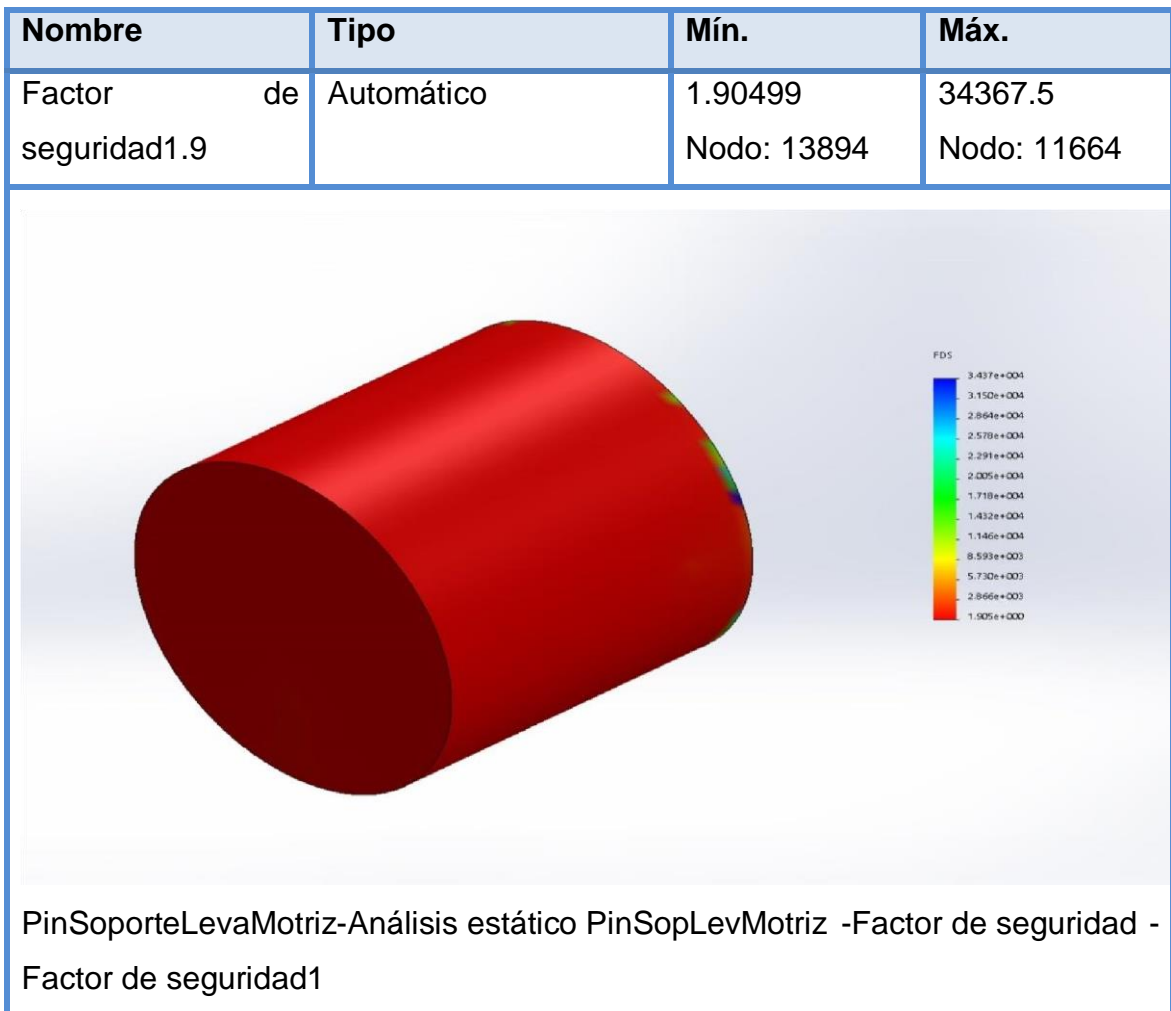 Nombre Tipo Mín. Máx.
Factor de seguridad1.9 Automático 1.90499 34367.5
Nodo: 13894 Nodo: 11664
FDS
3.437e+004
3.150e+004
2.864e+004
2.578e+004
2.291e+004
2.005e+004
1.718e+004
1.432e+004
1.146e+004
8.593e+003
5.730e+003
2.866e+003
1.905e+000
PinSoporteLevaMotriz-Análisis estático PinSopLevMotriz -Factor de seguridad -
Factor de seguridad1